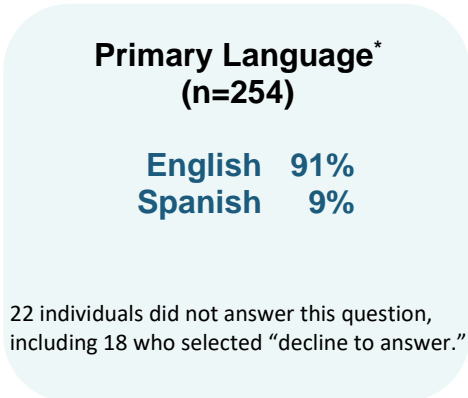 Primary Language*
(n=254)
English 91%
Spanish 9%
22 individuals did not answer this question,
including 18 who selected “decline to answer.”